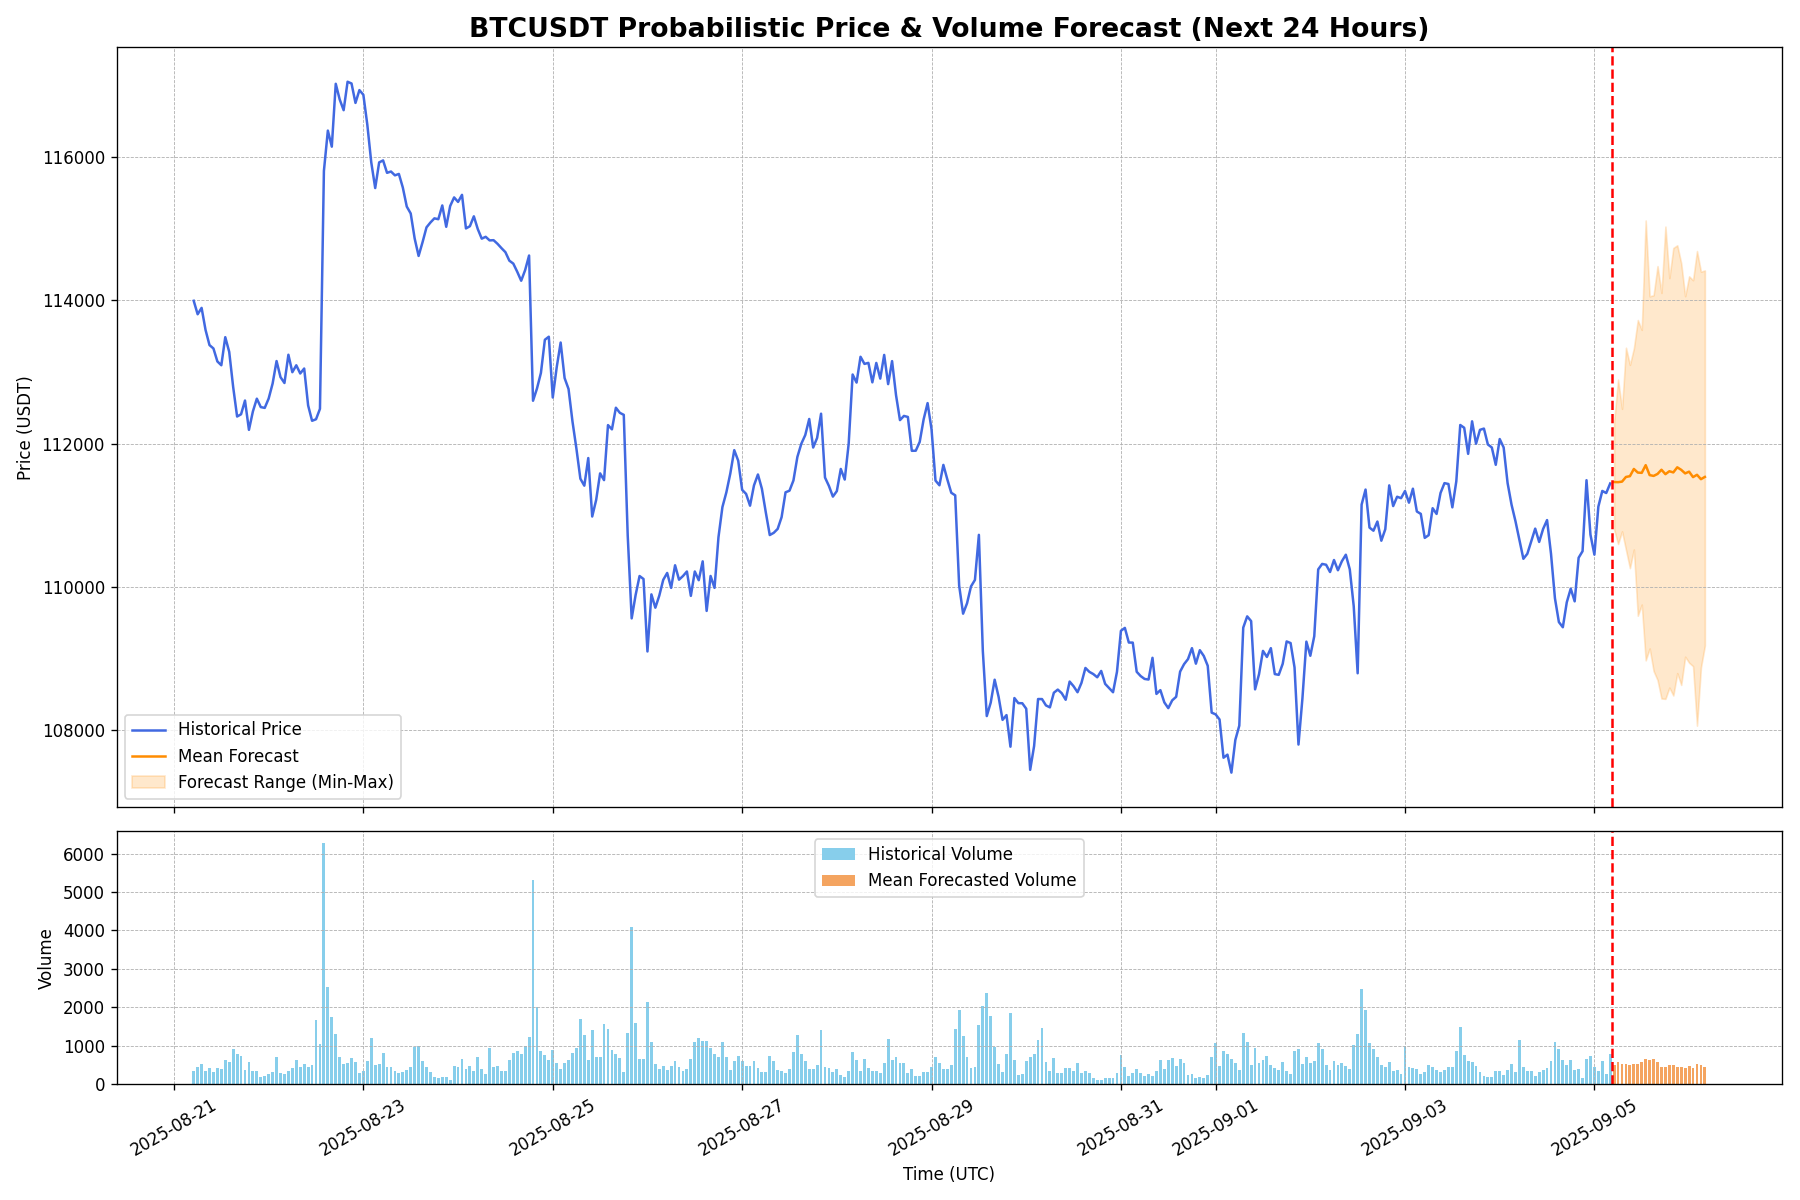 BTCUSDT Probabilistic Price & Volume Forecast (Next 24 Hours)
Price (USDT)
116000
114000
112000
110000
108000
Historical Price
Mean Forecast
Forecast Range (Min-Max)
Volume
6000
5000
4000
3000
2000
1000
0
Historical Volume
Mean Forecasted Volume
2025-08-21
2025-08-23
2025-08-25
2025-08-27
2025-08-29
2025-08-31
2025-09-01
2025-09-03
2025-09-05
Time (UTC)